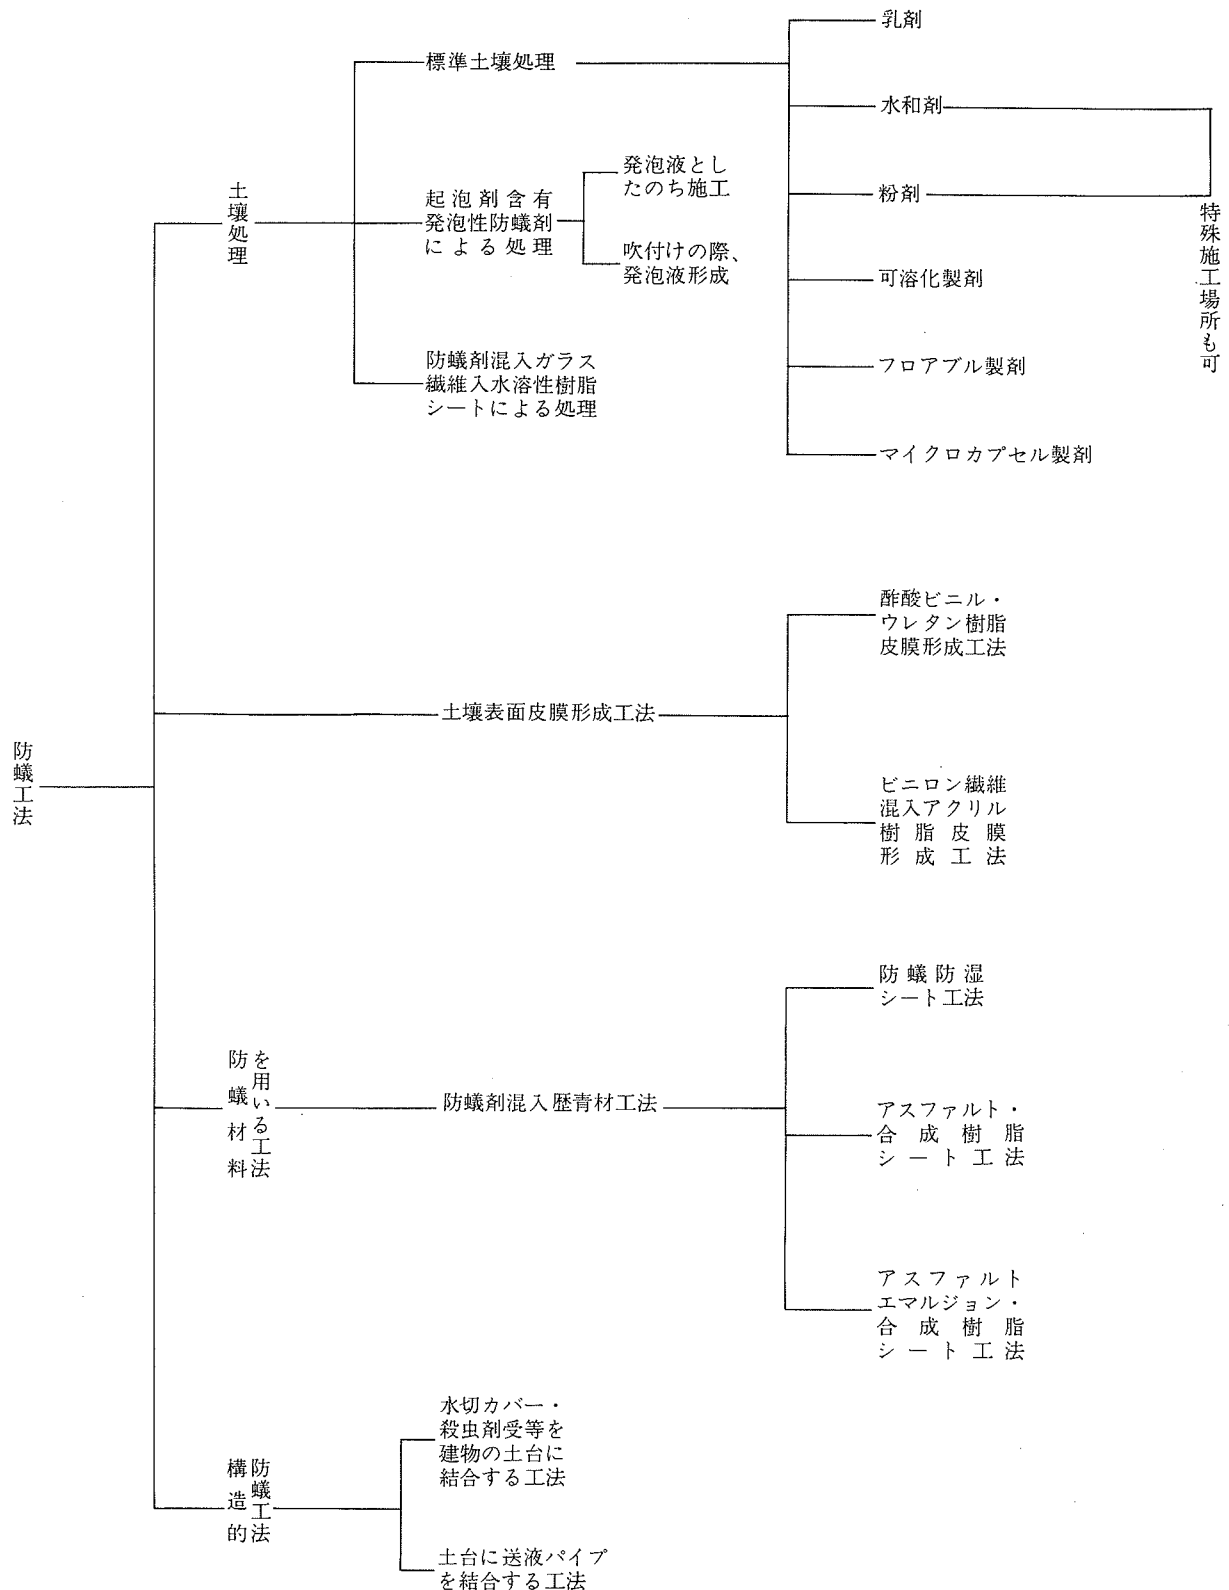 防蟻工法
土壌処理
標準土壌処理
乳剤
水和剤
粉剤
可溶化製剤
フロアブル製剤
マイクロカプセル製剤
特殊施工場所も可
起泡剤含有
発泡性防蟻剤
による処理
発泡液とし
たのち施工
吹付けの際、
発泡液形成
防蟻剤混入ガラス
繊維入水溶性樹脂
シートによる処理
土壌表面皮膜形成工法
酢酸ビニル・
ウレタン樹脂
皮膜形成工法
ビニロン繊維
混入アクリル
樹脂皮膜
形成工法
防蟻材料
を用いる工法
防蟻剤混入歴青材工法
防蟻防湿
シート工法
アスファルト・
合成樹脂
シート工法
アスファルト
エマルジョン・
合成樹脂
シート工法
構造的
防蟻工法
水切カバー・
殺虫剤受等を
建物の土台に
結合する工法
土台に送液パイプ
を結合する工法